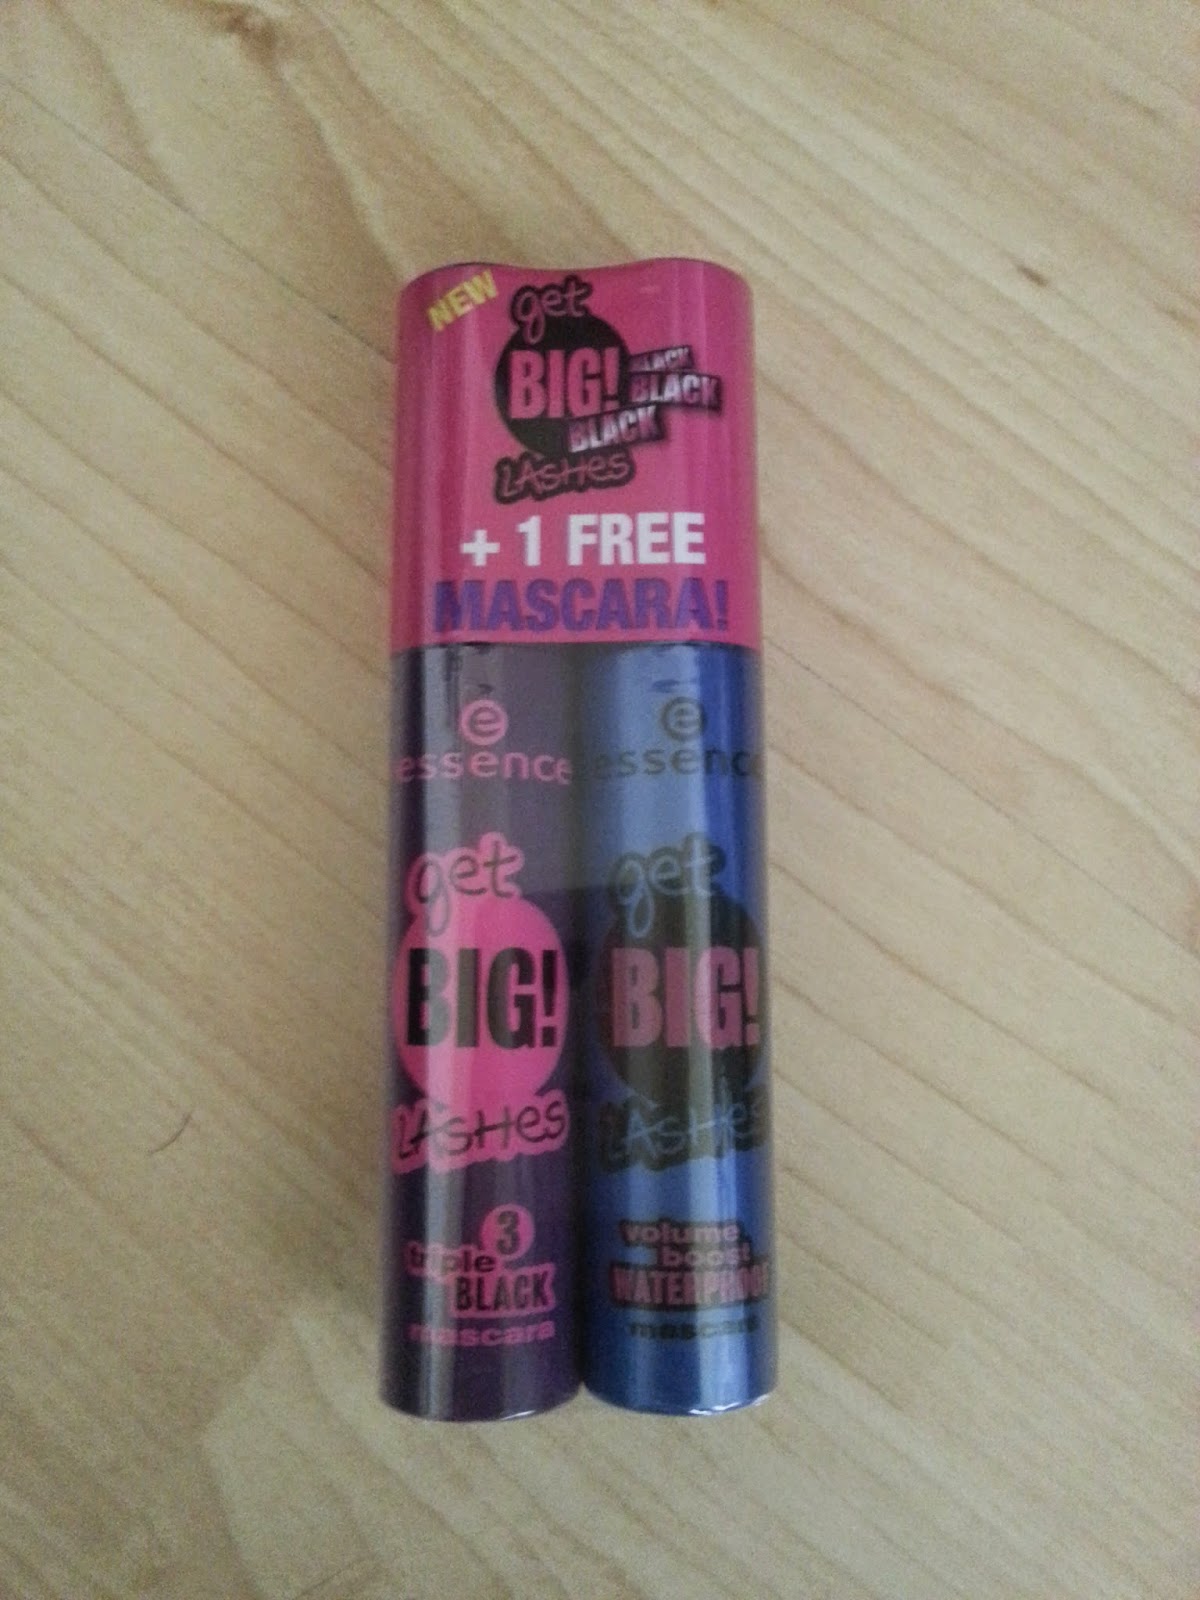 NEW
get
BIG!
BLACK
BLACK
BLACK
LASHES
+ 1 FREE
MASCARA!
e
essence
get
BIG!
LASHES
3
triple
BLACK
mascara
e
essence
get
BIG!
LASHES
volume
boost
WATERPROOF
mascara